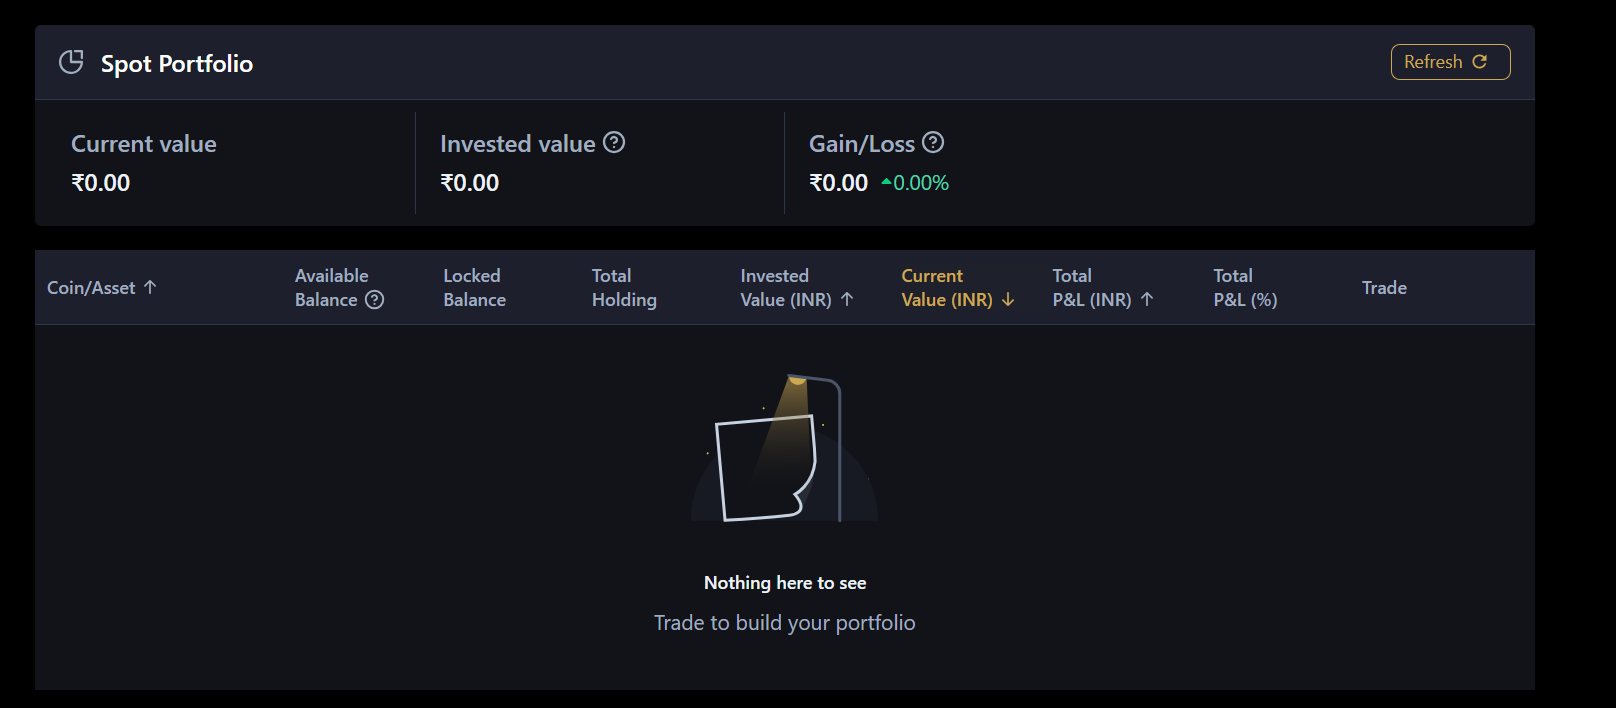 Spot Portfolio
Refresh
Current value
Invested value
Gain/Loss
₹0.00
₹0.00
₹0.00 0.00%
Coin/Asset
Available
Balance
Locked
Balance
Total
Holding
Invested
Value (INR)
Current
Value (INR)
Total
P&L (INR)
Total
P&L (%)
Trade
Nothing here to see
Trade to build your portfolio